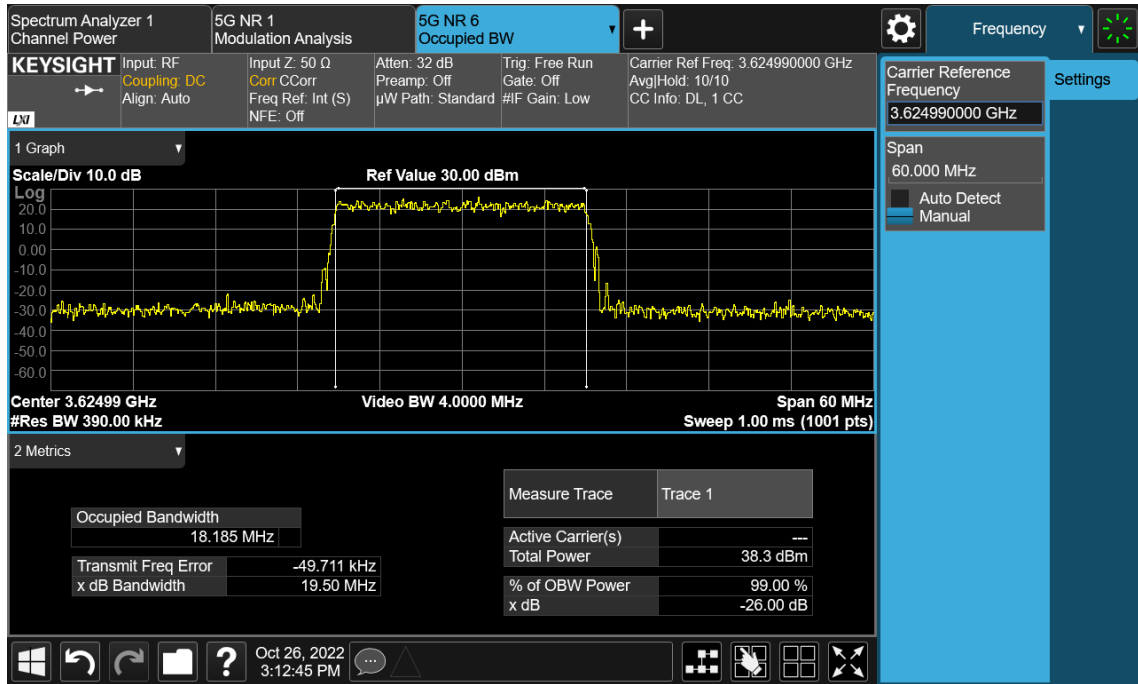 Spectrum Analyzer 1
Channel Power
5G NR 1
Modulation Analysis
5G NR 6
Occupied BW
Frequency
KEYSIGHT
LXI
Input: RF
Coupling: DC
Align: Auto
Input Z: 50 Ω
Corr CCorr
Freq Ref: Int (S)
NFE: Off
Atten: 32 dB
Preamp: Off
µW Path: Standard
Trig: Free Run
Gate: Off
#IF Gain: Low
Carrier Ref Freq: 3.624990000 GHz
Avg|Hold: 10/10
CC Info: DL, 1 CC
Carrier Reference
Frequency
3.624990000 GHz
Settings
Span
60.000 MHz
Auto Detect
Manual
1 Graph
Scale/Div 10.0 dB
Ref Value 30.00 dBm
Log
20.0
10.0
0.00
-10.0
-20.0
-30.0
-40.0
-50.0
-60.0
Center 3.62499 GHz
Video BW 4.0000 MHz
Span 60 MHz
#Res BW 390.00 kHz
Sweep 1.00 ms (1001 pts)
2 Metrics
Measure Trace Trace 1
Occupied Bandwidth
18.185 MHz
Transmit Freq Error -49.711 kHz
x dB Bandwidth 19.50 MHz
Active Carrier(s) ---
Total Power 38.3 dBm
% of OBW Power 99.00 %
x dB -26.00 dB
?
Oct 26, 2022
3:12:45 PM